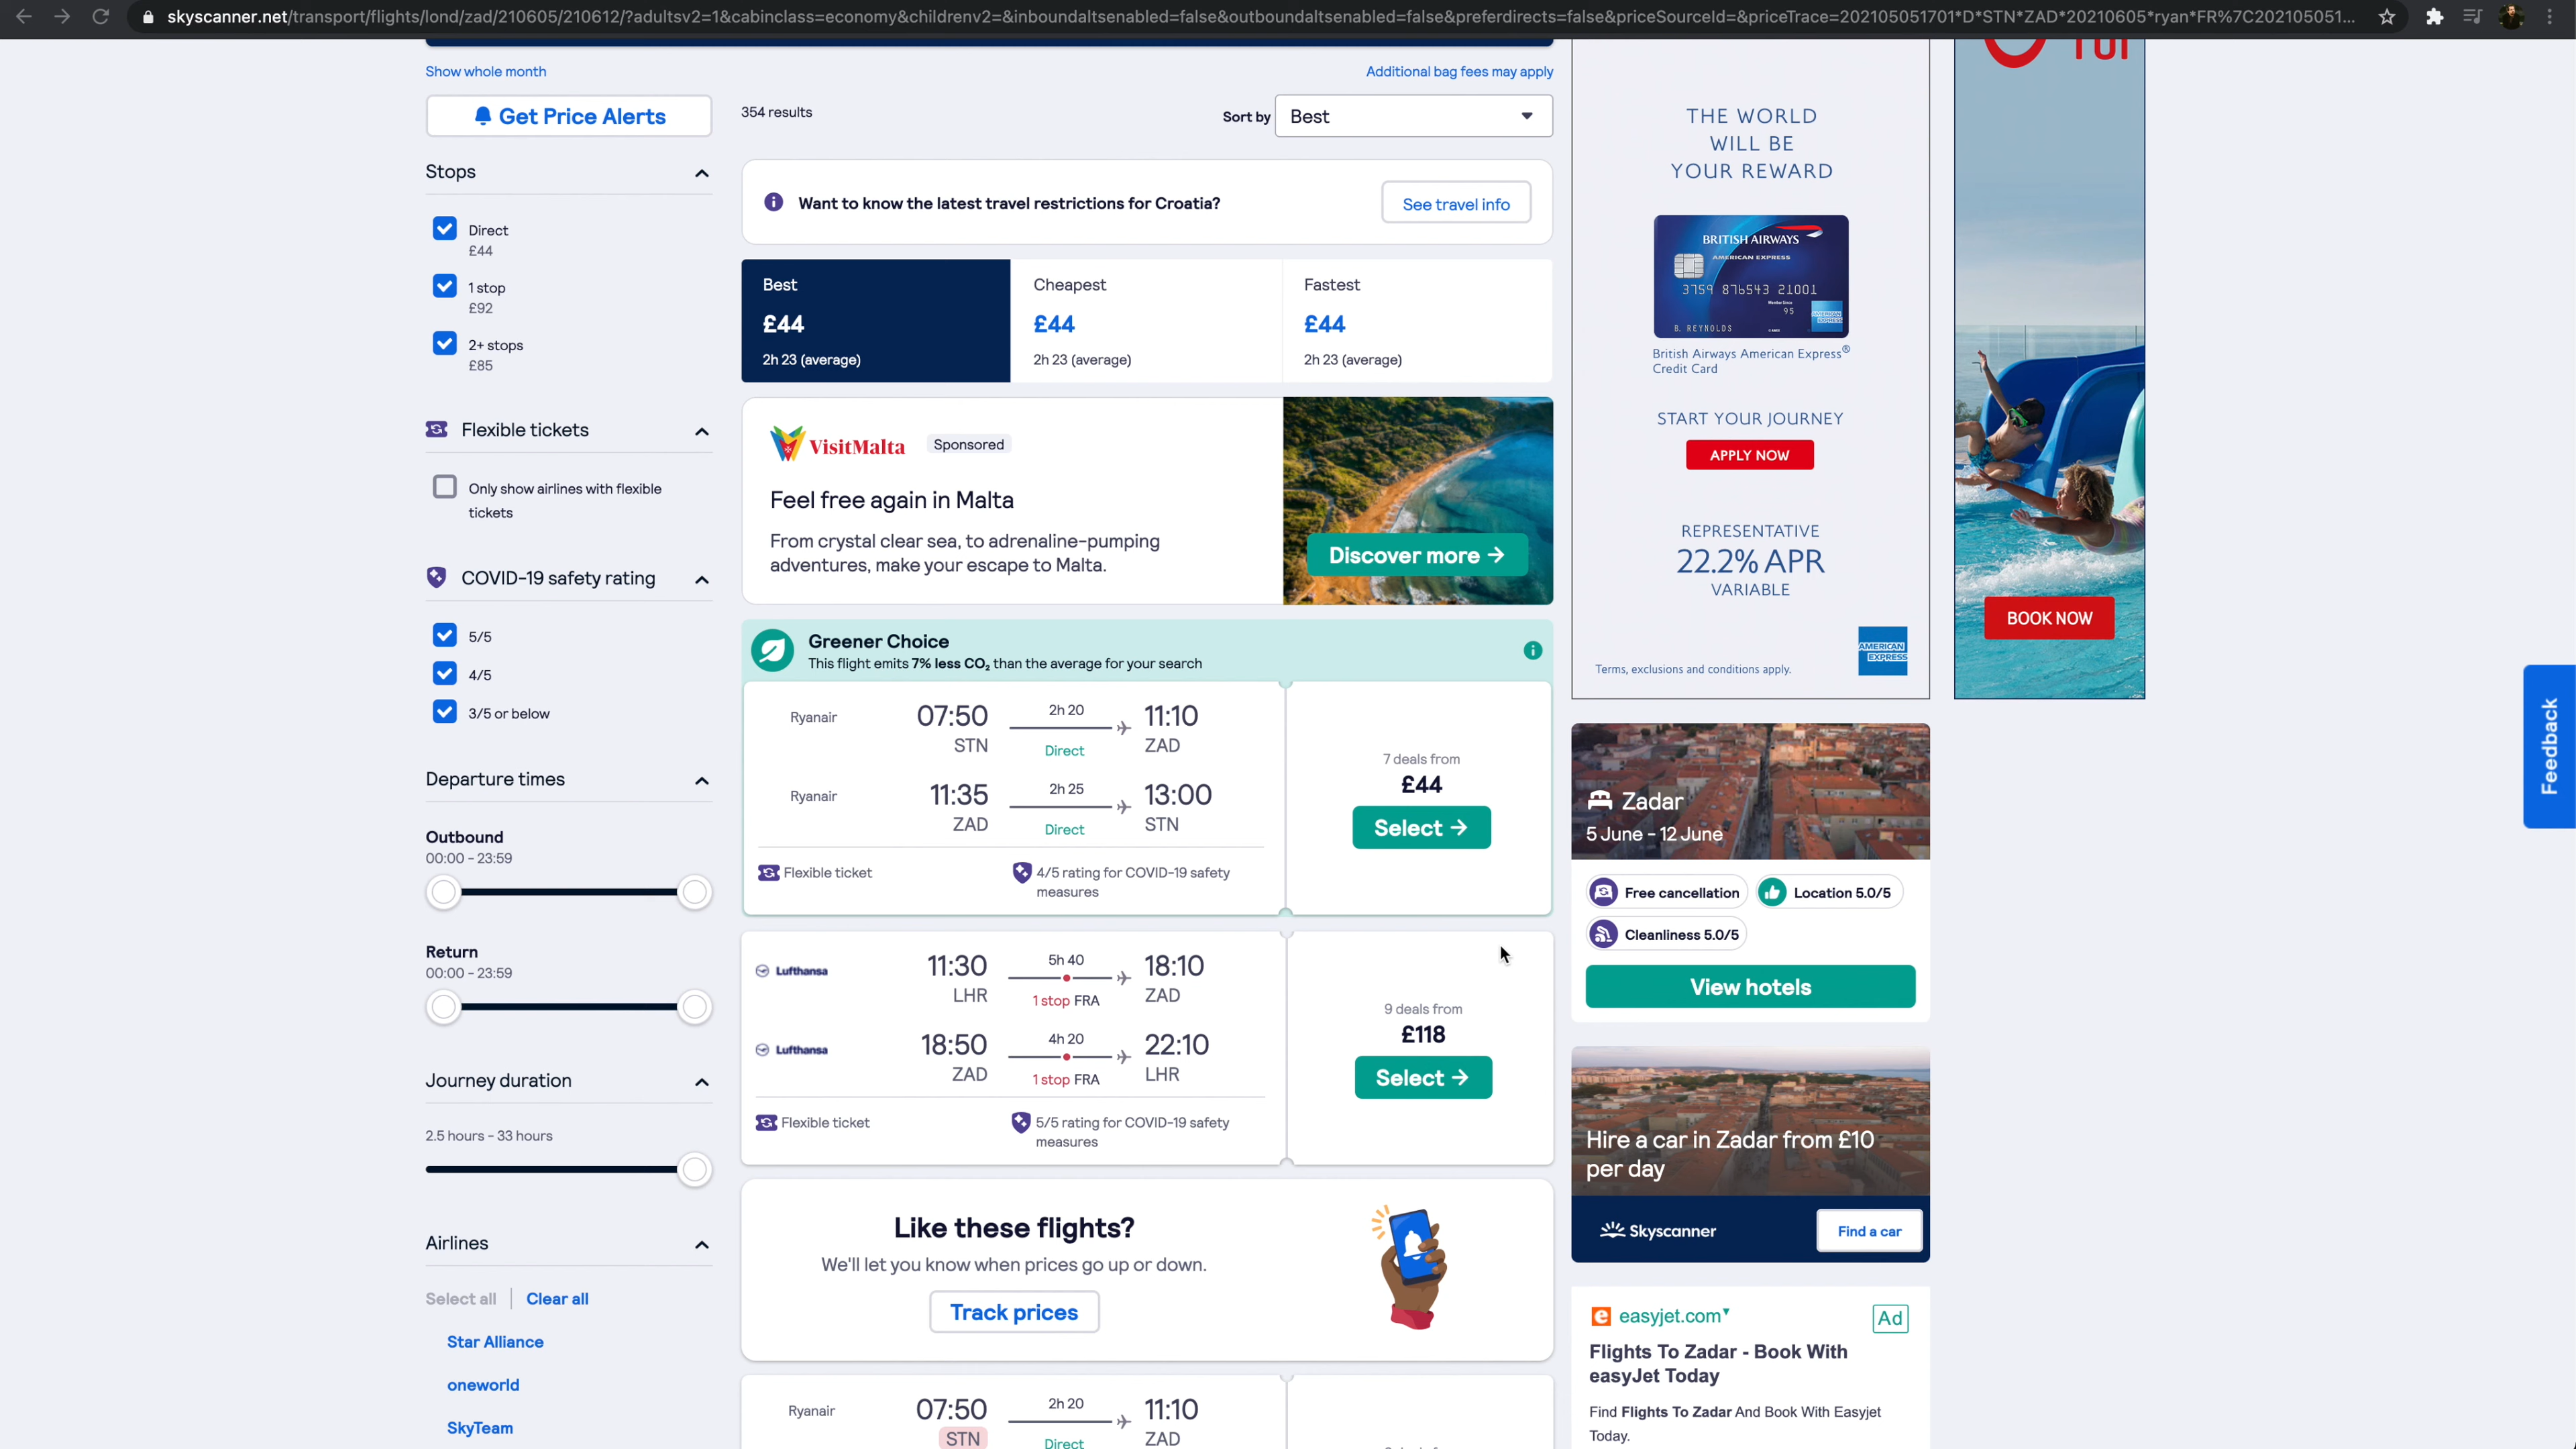 skyscanner.net/transport/flights/lond/zad/210605/210612/?adultsv2=1&cabinclass=economy&childrenv2=&inboundaltsenabled=false&outboundaltsenabled=false&preferdirects=false&priceSourceId=&priceTrace=202105051701*D*STN*ZAD*20210605*ryan*FR%7C202105051...
Show whole month
Additional bag fees may apply
Get Price Alerts
354 results
Sort by
Best
Stops
Direct
£44
1 stop
£92
2+ stops
£85
Flexible tickets
Only show airlines with flexible
tickets
COVID-19 safety rating
5/5
4/5
3/5 or below
Departure times
Outbound
00:00 - 23:59
Return
00:00 - 23:59
Journey duration
2.5 hours - 33 hours
Airlines
Select all
Clear all
Star Alliance
oneworld
SkyTeam
Want to know the latest travel restrictions for Croatia?
See travel info
Best
£44
2h 23 (average)
Cheapest
£44
2h 23 (average)
Fastest
£44
2h 23 (average)
VisitMalta
Sponsored
Feel free again in Malta
From crystal clear sea, to adrenaline-pumping
adventures, make your escape to Malta.
Discover more →
Greener Choice
This flight emits 7% less CO₂ than the average for your search
Ryanair
07:50
STN
2h 20
Direct
11:10
ZAD
Ryanair
11:35
ZAD
2h 25
Direct
13:00
STN
Flexible ticket
4/5 rating for COVID-19 safety
measures
7 deals from
£44
Select →
Lufthansa
11:30
LHR
5h 40
1 stop FRA
18:10
ZAD
Lufthansa
18:50
ZAD
4h 20
1 stop FRA
22:10
LHR
Flexible ticket
5/5 rating for COVID-19 safety
measures
9 deals from
£118
Select →
Like these flights?
We'll let you know when prices go up or down.
Track prices
Ryanair
07:50
STN
2h 20
Direct
11:10
ZAD
THE WORLD
WILL BE
YOUR REWARD
BRITISH AIRWAYS
AMERICAN EXPRESS
3759 876543 21001
Member Since
95
B. REYNOLDS
AMERICAN EXPRESS
British Airways American Express®
Credit Card
START YOUR JOURNEY
APPLY NOW
REPRESENTATIVE
22.2% APR
VARIABLE
AMERICAN
EXPRESS
Terms, exclusions and conditions apply.
TUI
BOOK NOW
Feedback
Zadar
5 June - 12 June
Free cancellation
Location 5.0/5
Cleanliness 5.0/5
View hotels
Hire a car in Zadar from £10
per day
Skyscanner
Find a car
easyjet.com
Ad
Flights To Zadar - Book With
easyJet Today
Find Flights To Zadar And Book With Easyjet
Today.